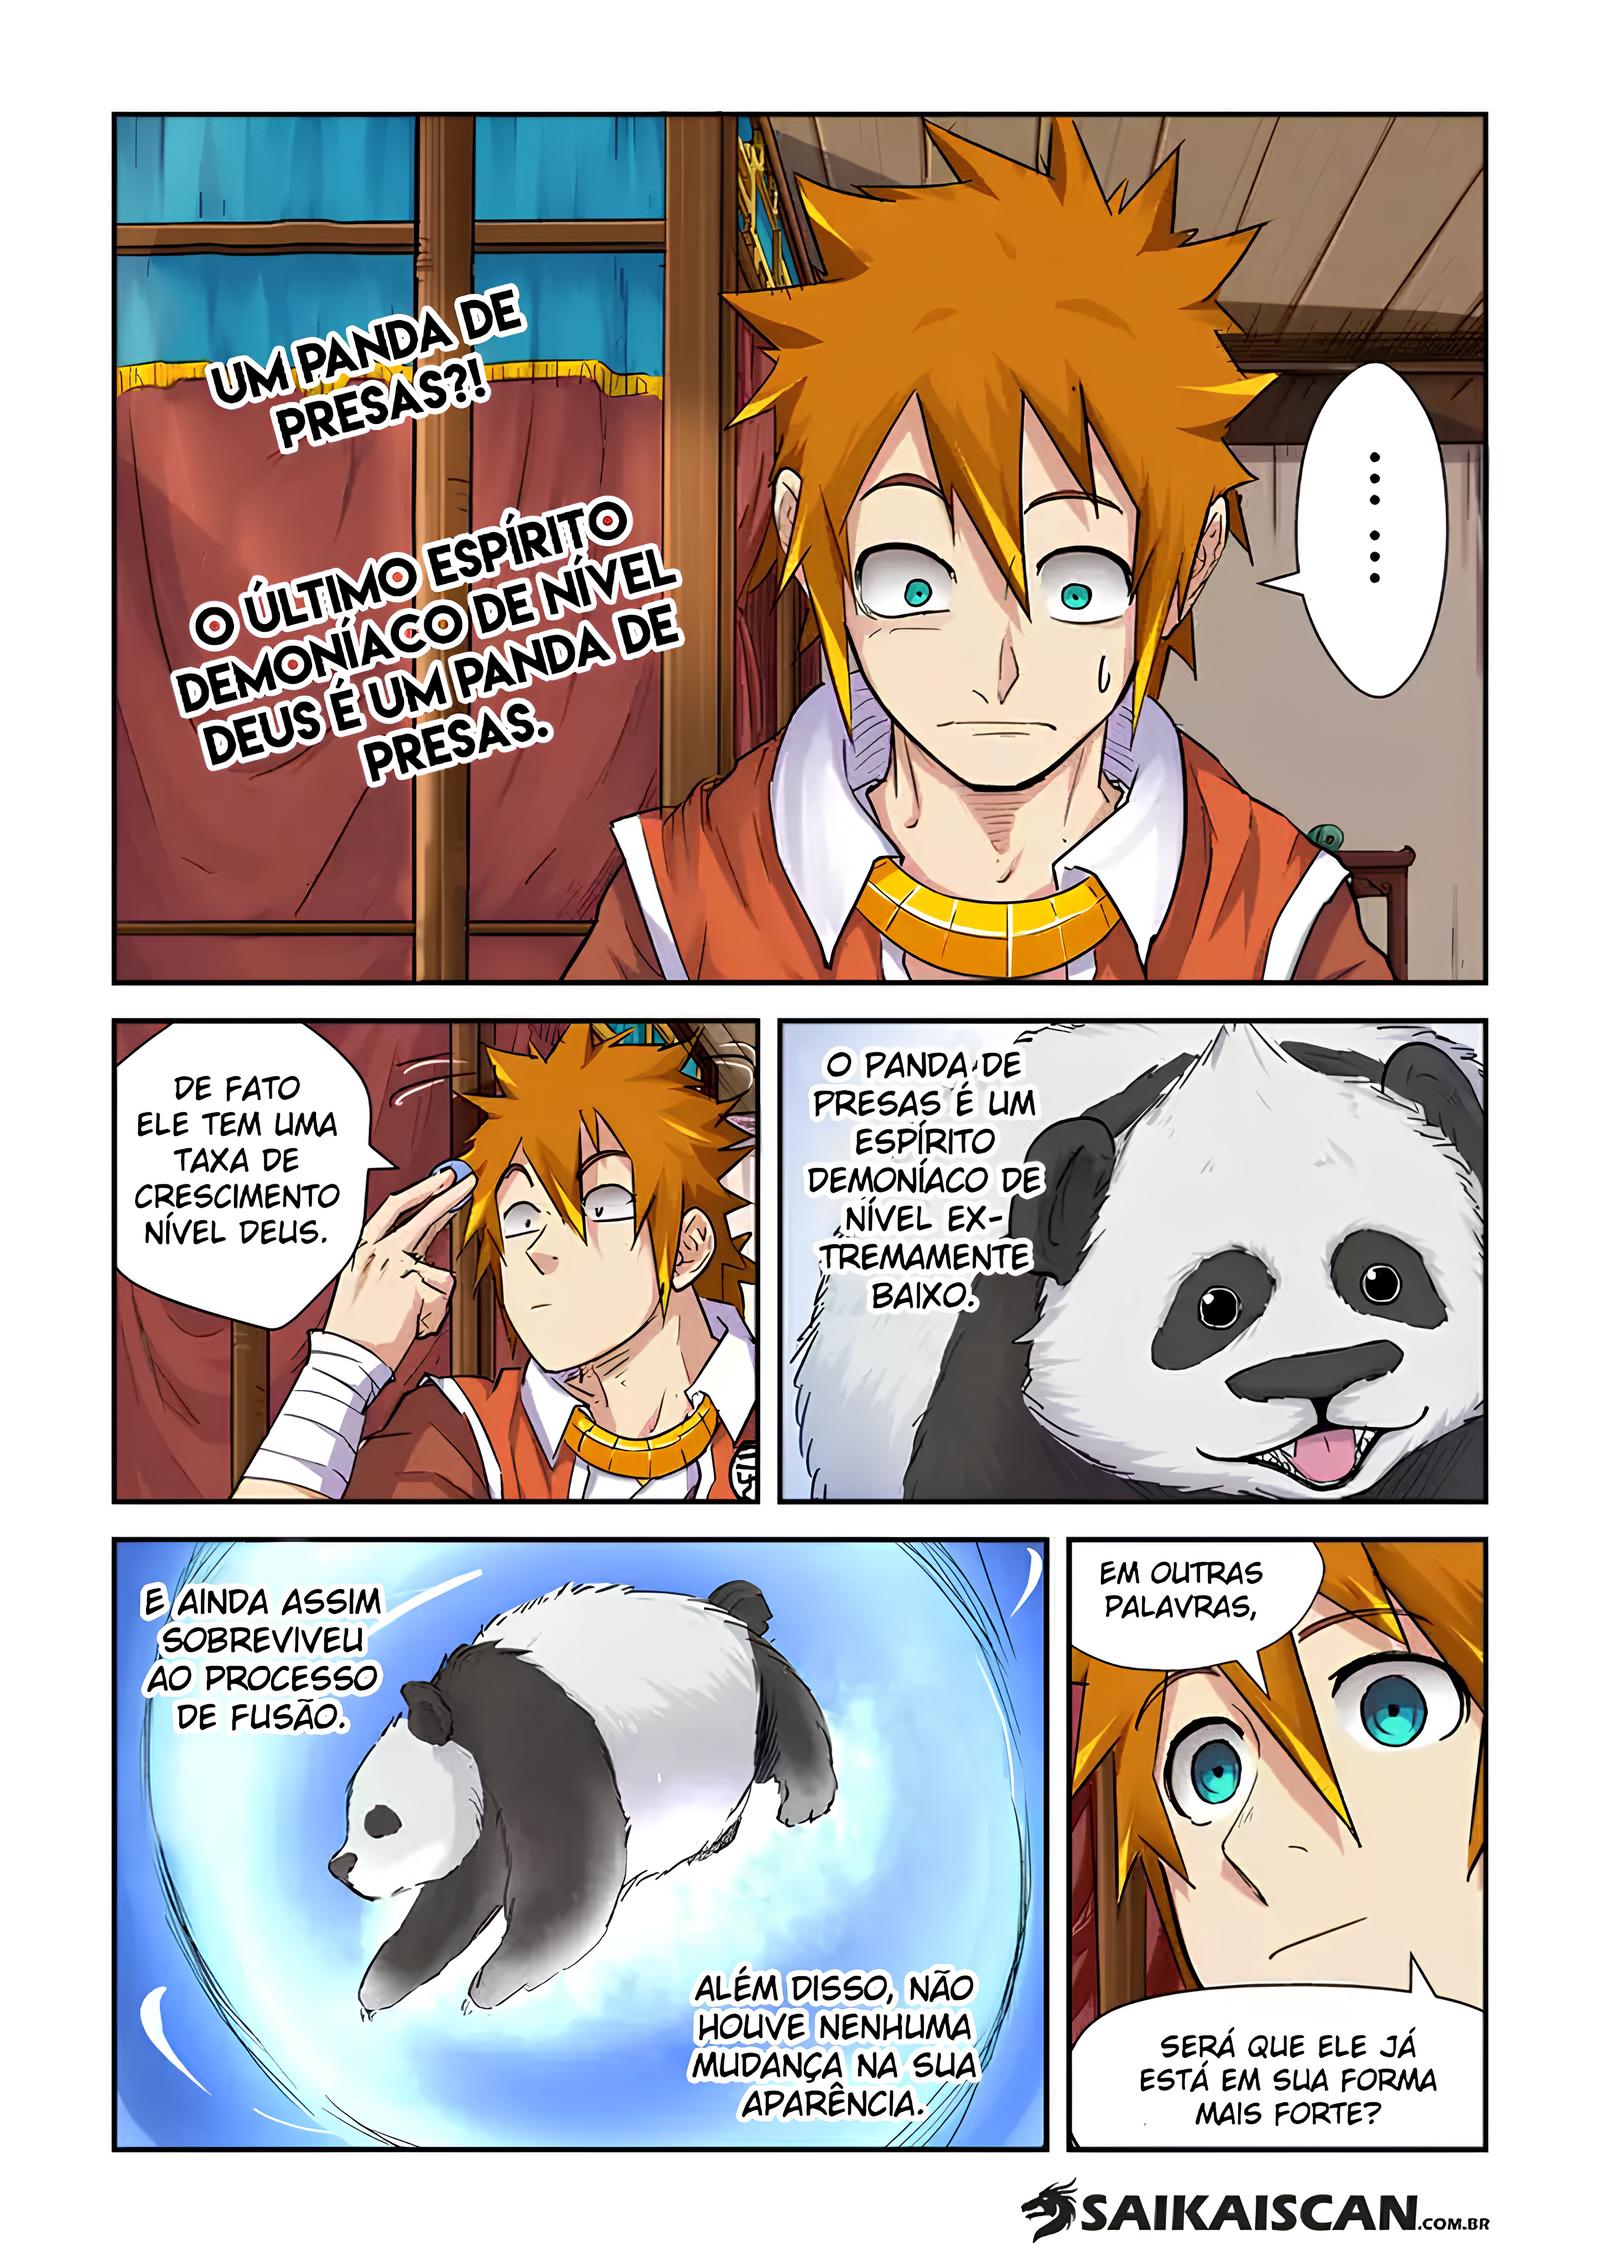 UM PANDA DE
PRESAS?!
O ÚLTIMO ESPÍRITO
DEMONÍACO DE NÍVEL
DEUS É UM PANDA DE
PRESAS.
......
DE FATO
ELE TEM UMA
TAXA DE
CRESCIMENTO
NÍVEL DEUS.
O PANDA DE
PRESAS É UM
ESPÍRITO
DEMONÍACO DE
NÍVEL EX-
TREMAMENTE
BAIXO.
E AINDA ASSIM
SOBREVIVEU
AO PROCESSO
DE FUSÃO.
ALÉM DISSO, NÃO
HOUVE NENHUMA
MUDANÇA NA SUA
APARÊNCIA.
EM OUTRAS
PALAVRAS,
SERÁ QUE ELE JÁ
ESTÁ EM SUA FORMA
MAIS FORTE?
SAIKAISCAN.COM.BR